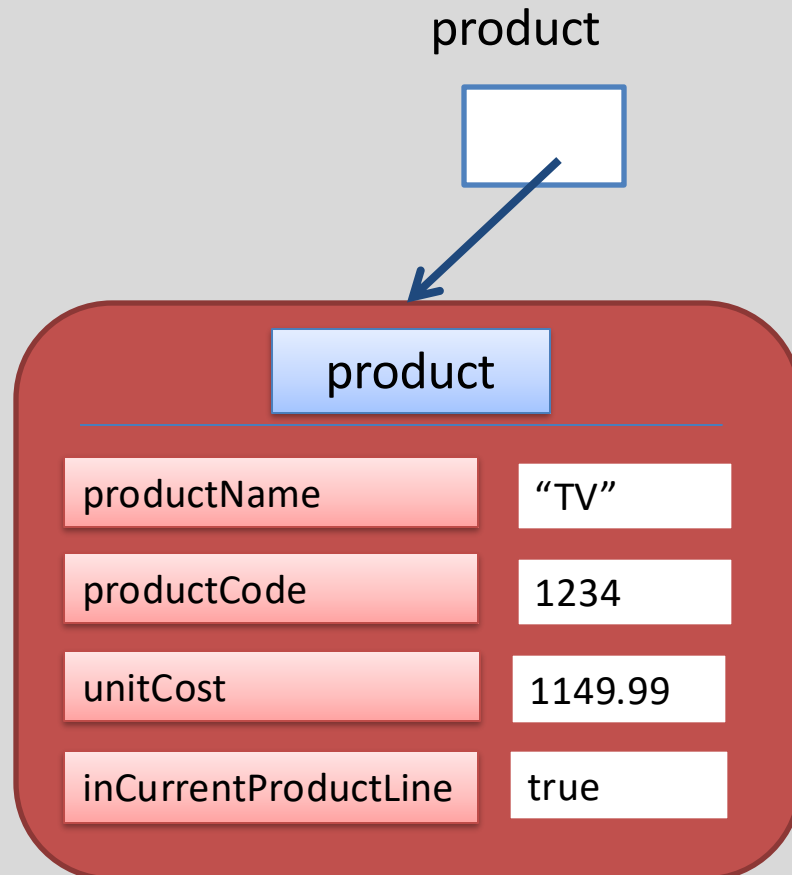 product
product
productName “TV”
productCode 1234
unitCost 1149.99
inCurrentProductLine true